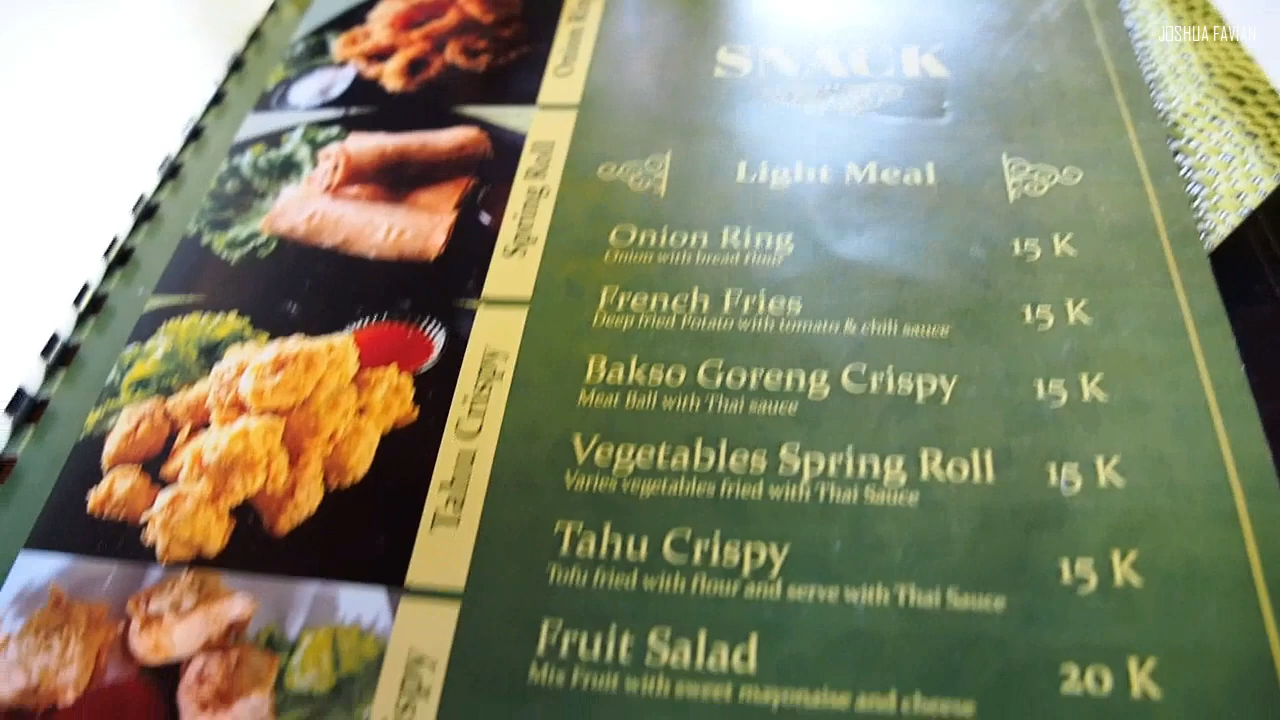 JOSHUA FAVIAN
SNACK
Light Meal
Onion Ring 15 K
Onion with bread flour
French Fries 15 K
Deep fried Potato with tomato & chili sauce
Bakso Goreng Crispy 15 K
Meat Ball with Thai sauce
Vegetables Spring Roll 15 K
Varies vegetables fried with Thai Sauce
Tahu Crispy 15 K
Tofu fried with flour and serve with Thai Sauce
Fruit Salad 20 K
Mix Fruit with sweet mayonaise and cheese
Onion Rin
Spring Roll
Tahu Crispy
ispy